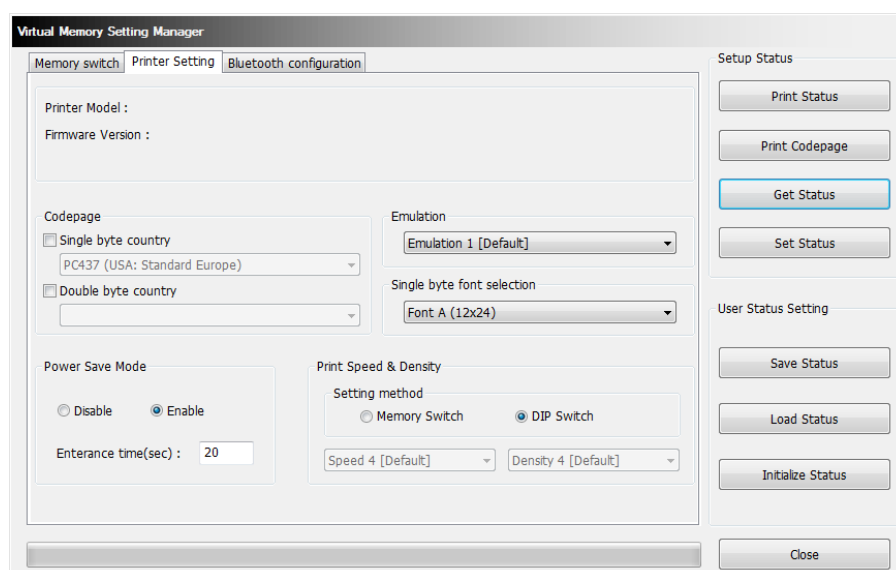 Virtual Memory Setting Manager
Memory switch Printer Setting Bluetooth configuration
Printer Model :
Firmware Version :
Codepage
Single byte country
PC437 (USA: Standard Europe)
Double byte country
Emulation
Emulation 1 [Default]
Single byte font selection
Font A (12x24)
Power Save Mode
Disable Enable
Enterance time(sec) : 20
Print Speed & Density
Setting method
Memory Switch DIP Switch
Speed 4 [Default] Density 4 [Default]
Setup Status
Print Status
Print Codepage
Get Status
Set Status
User Status Setting
Save Status
Load Status
Initialize Status
Close